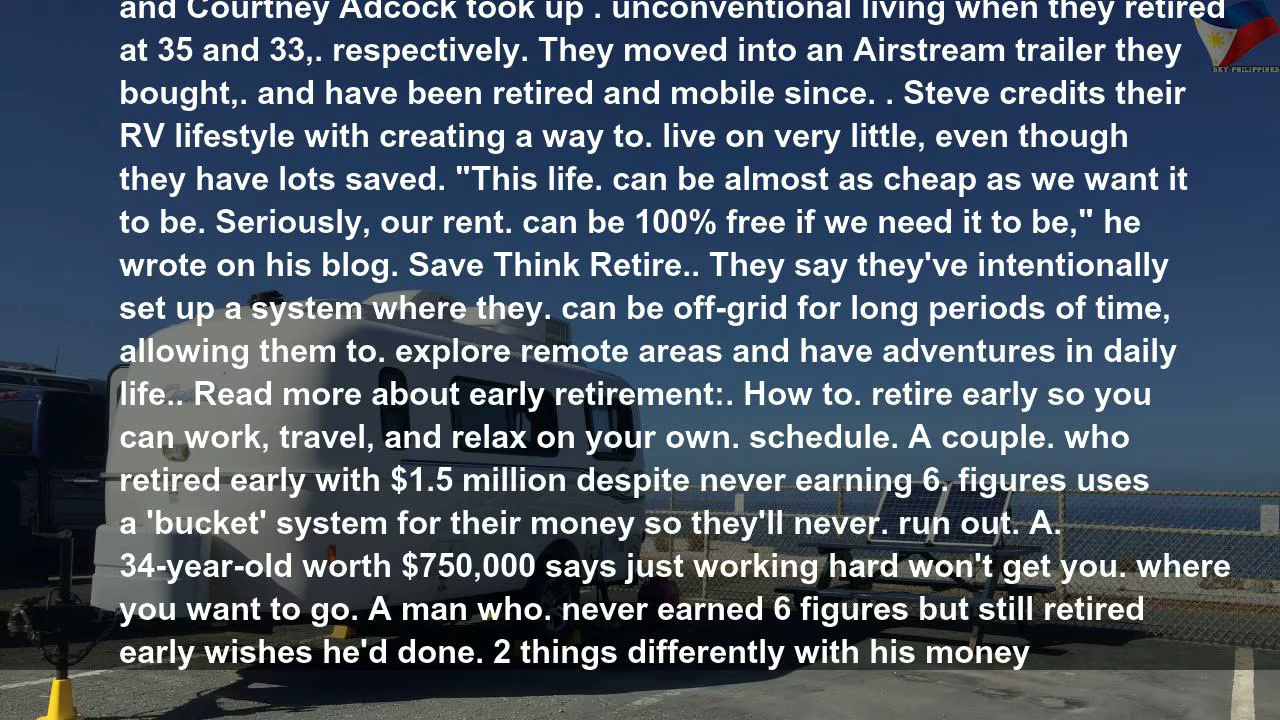 and Courtney Adcock took up . unconventional living when they retired
at 35 and 33,. respectively. They moved into an Airstream trailer they
bought,. and have been retired and mobile since. . Steve credits their
RV lifestyle with creating a way to. live on very little, even though
they have lots saved. "This life. can be almost as cheap as we want it
to be. Seriously, our rent. can be 100% free if we need it to be," he
wrote on his blog. Save Think Retire.. They say they've intentionally
set up a system where they. can be off-grid for long periods of time,
allowing them to. explore remote areas and have adventures in daily
life.. Read more about early retirement:. How to. retire early so you
can work, travel, and relax on your own. schedule. A couple. who
retired early with $1.5 million despite never earning 6. figures uses
a 'bucket' system for their money so they'll never. run out. A.
34-year-old worth $750,000 says just working hard won't get you. where
you want to go. A man who. never earned 6 figures but still retired
early wishes he'd done. 2 things differently with his money
SKY PHILIPPINES